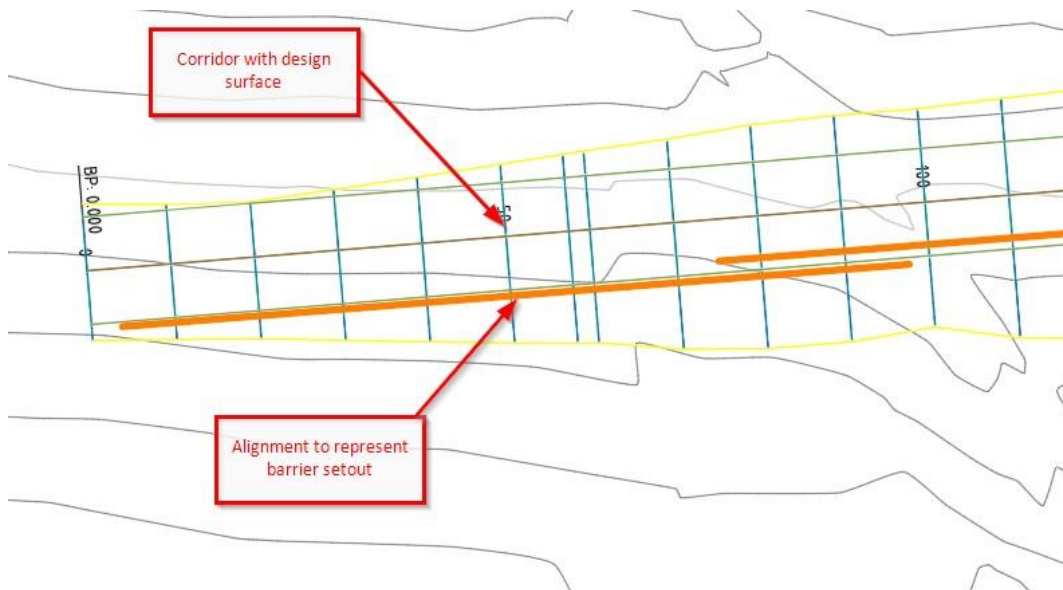 Corridor with design
surface
BP: 0.000
0
50
100
Alignment to represent
barrier setout